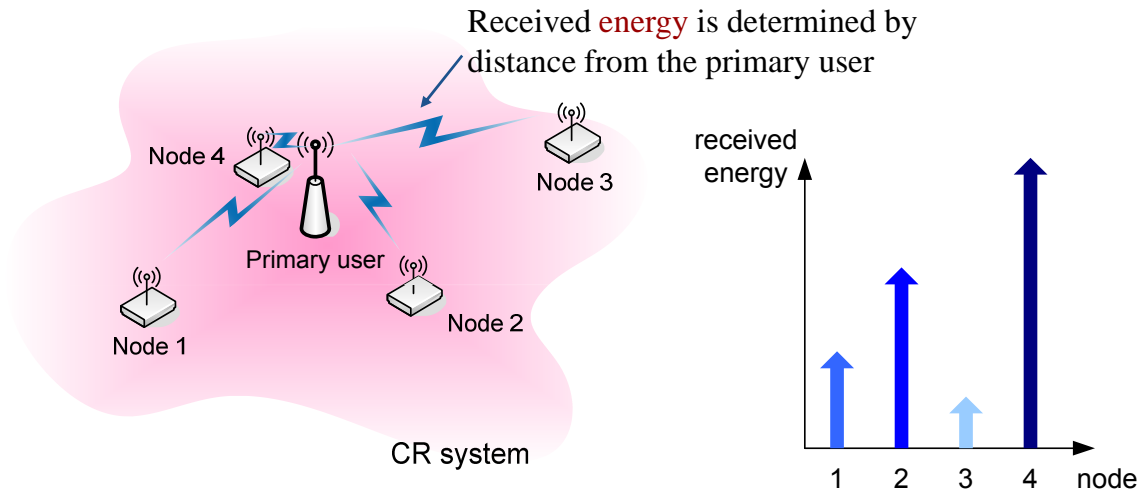 Received energy is determined by
distance from the primary user
Node 4
Node 3
Primary user
Node 1
Node 2
CR system
received
energy
1 2 3 4 node